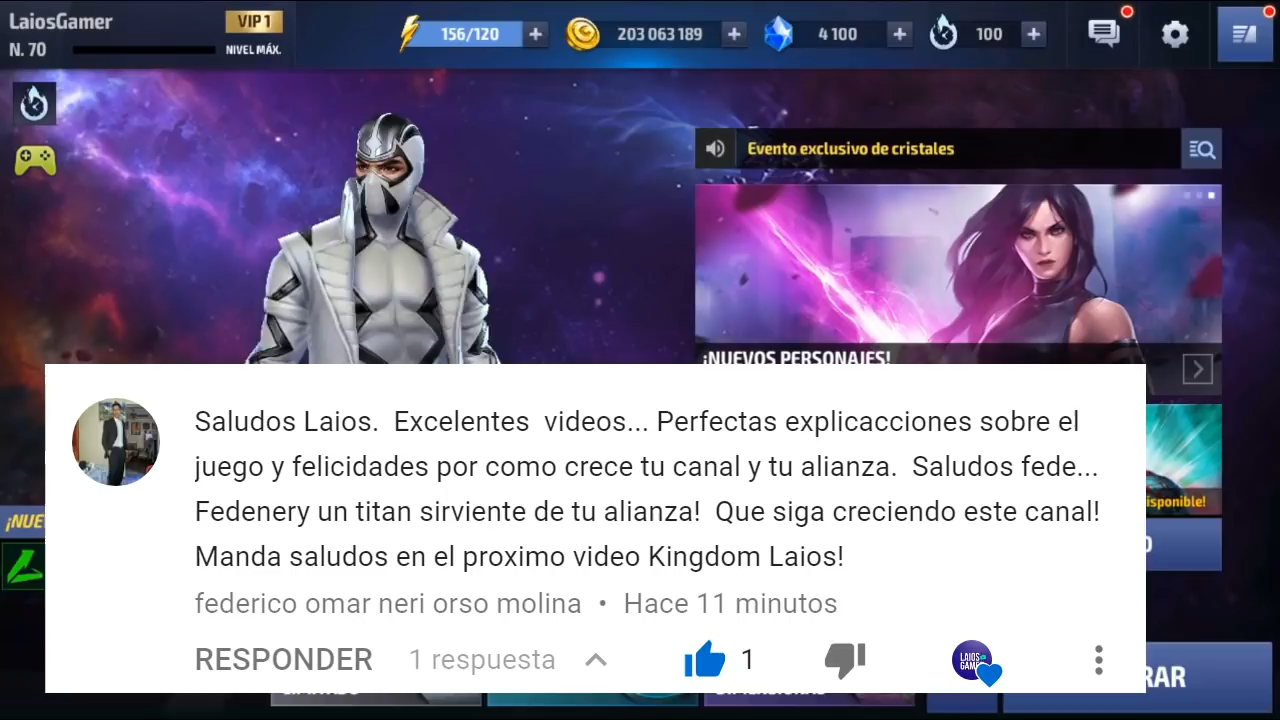 LaiosGamer
VIP 1
N. 70
NIVEL MÁX.
156/120
203 063 189
4 100
100
Evento exclusivo de cristales
¡NUEVOS PERSONAJES!
isponible!
¡NUE
O
Saludos Laios.  Excelentes  videos... Perfectas explicacciones sobre el
juego y felicidades por como crece tu canal y tu alianza.  Saludos fede...
Fedenery un titan sirviente de tu alianza!  Que siga creciendo este canal!
Manda saludos en el proximo video Kingdom Laios!
federico omar neri orso molina • Hace 11 minutos
RESPONDER
1 respuesta
1
LAIOS
GAME
RAR